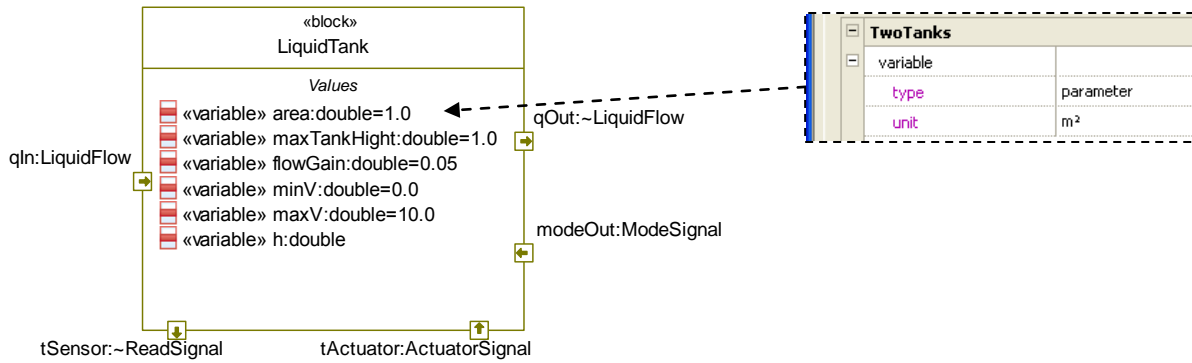 «block»
LiquidTank
Values
«variable» area:double=1.0
«variable» maxTankHight:double=1.0
«variable» flowGain:double=0.05
«variable» minV:double=0.0
«variable» maxV:double=10.0
«variable» h:double
qIn:LiquidFlow
qOut:~LiquidFlow
modeOut:ModeSignal
tSensor:~ReadSignal
tActuator:ActuatorSignal
TwoTanks
variable
type parameter
unit m²